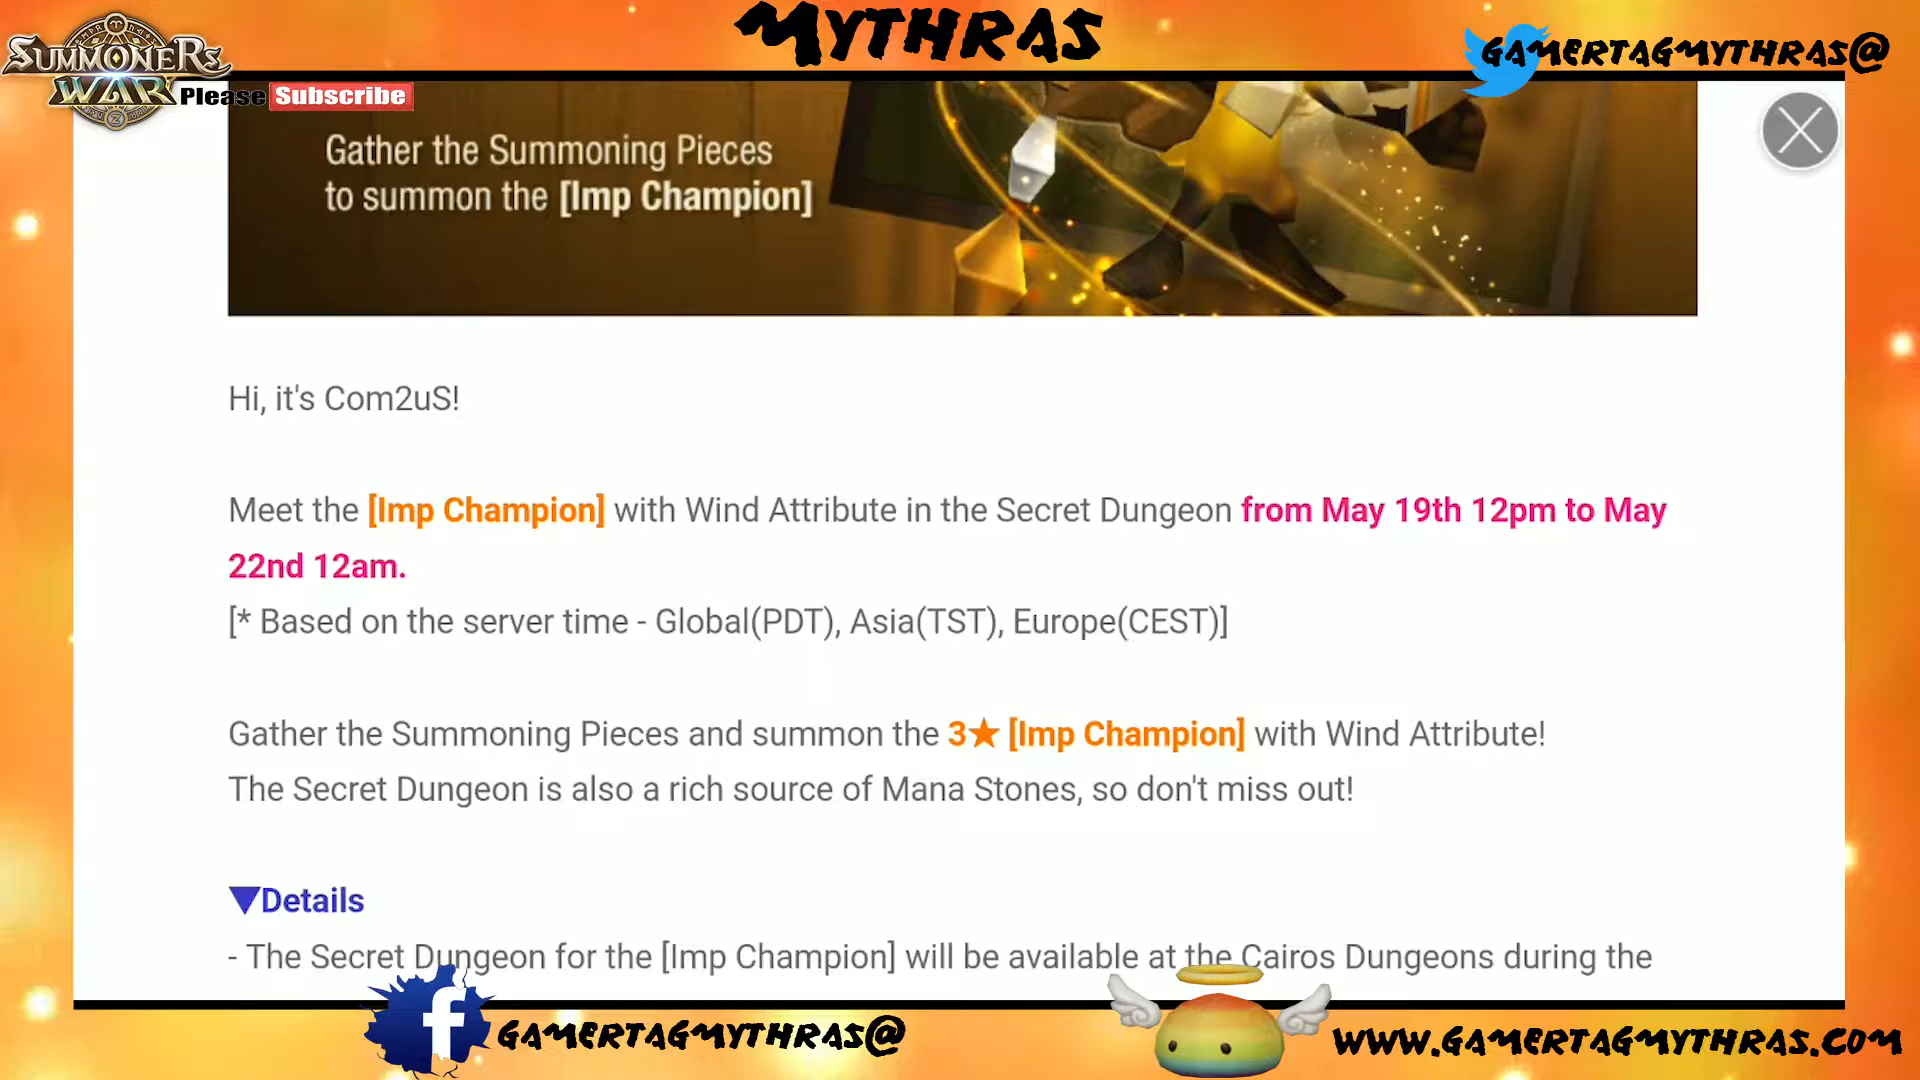 MYTHRAS
SUMMONERS
WAR
Please Subscribe
GAMERTAGMYTHRAS@
Gather the Summoning Pieces
to summon the [Imp Champion]
Hi, it's Com2uS!
Meet the [Imp Champion] with Wind Attribute in the Secret Dungeon from May 19th 12pm to May
22nd 12am.
[* Based on the server time - Global(PDT), Asia(TST), Europe(CEST)]
Gather the Summoning Pieces and summon the 3★ [Imp Champion] with Wind Attribute!
The Secret Dungeon is also a rich source of Mana Stones, so don't miss out!
▼Details
- The Secret Dungeon for the [Imp Champion] will be available at the Cairos Dungeons during the
f GAMERTAGMYTHRAS@
WWW.GAMERTAGMYTHRAS.COM